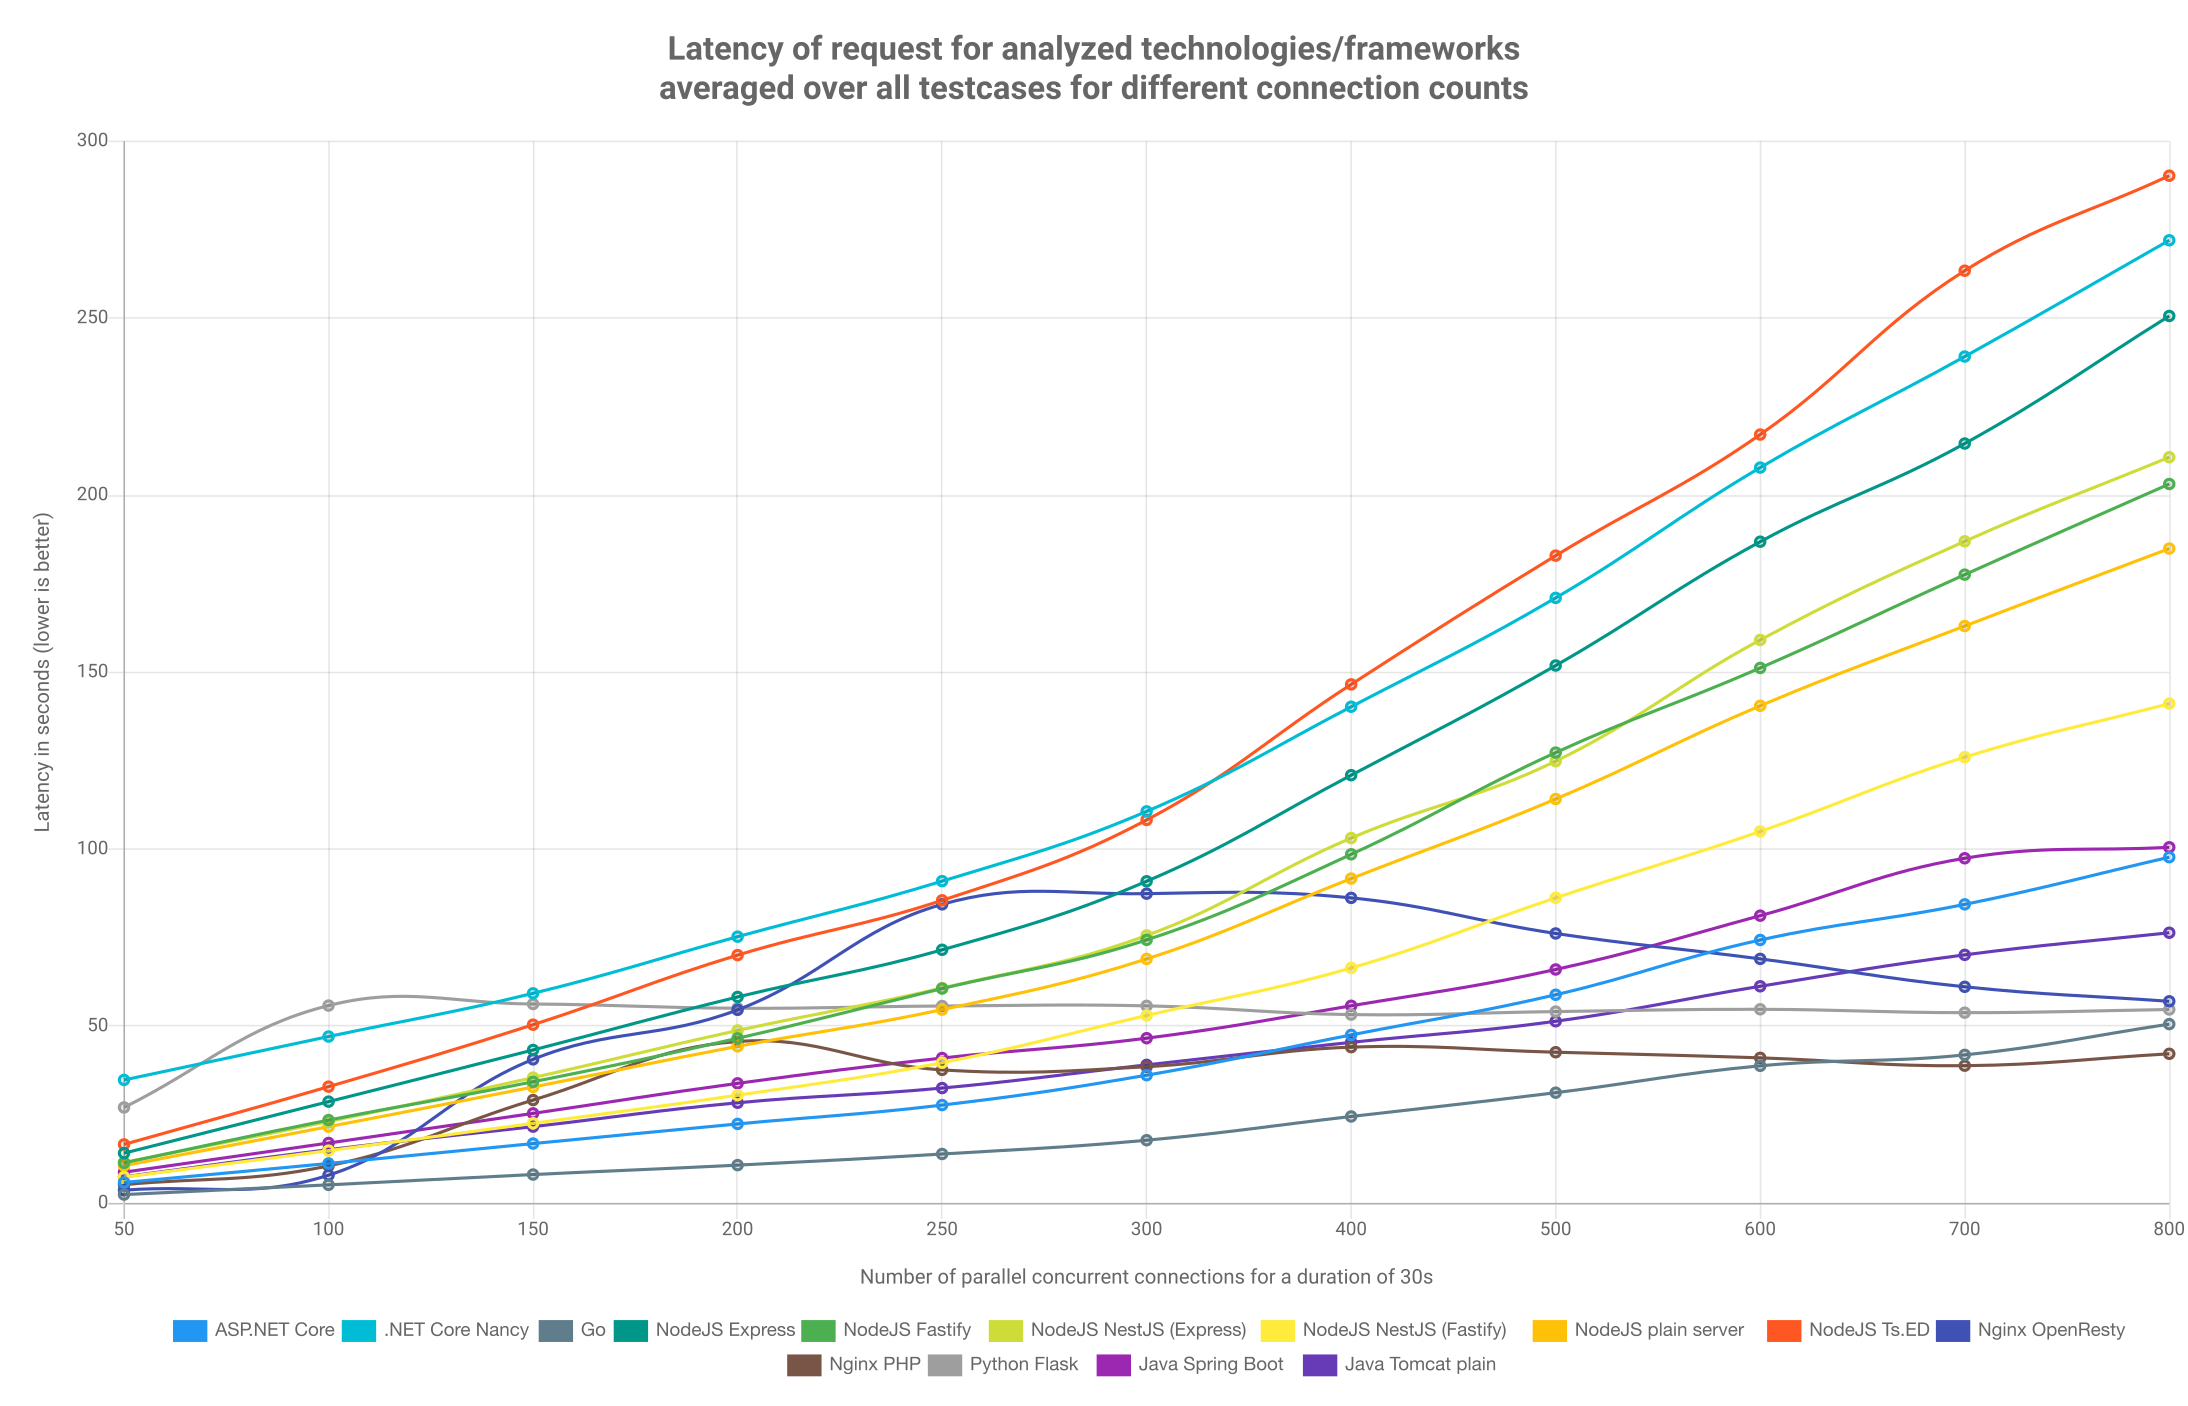 Latency of request for analyzed technologies/frameworks
averaged over all testcases for different connection counts
300
250
200
150
100
50
0
Latency in seconds (lower is better)
50 100 150 200 250 300 400 500 600 700 800
Number of parallel concurrent connections for a duration of 30s
ASP.NET Core .NET Core Nancy Go NodeJS Express NodeJS Fastify NodeJS NestJS (Express) NodeJS NestJS (Fastify) NodeJS plain server NodeJS Ts.ED Nginx OpenResty
Nginx PHP Python Flask Java Spring Boot Java Tomcat plain